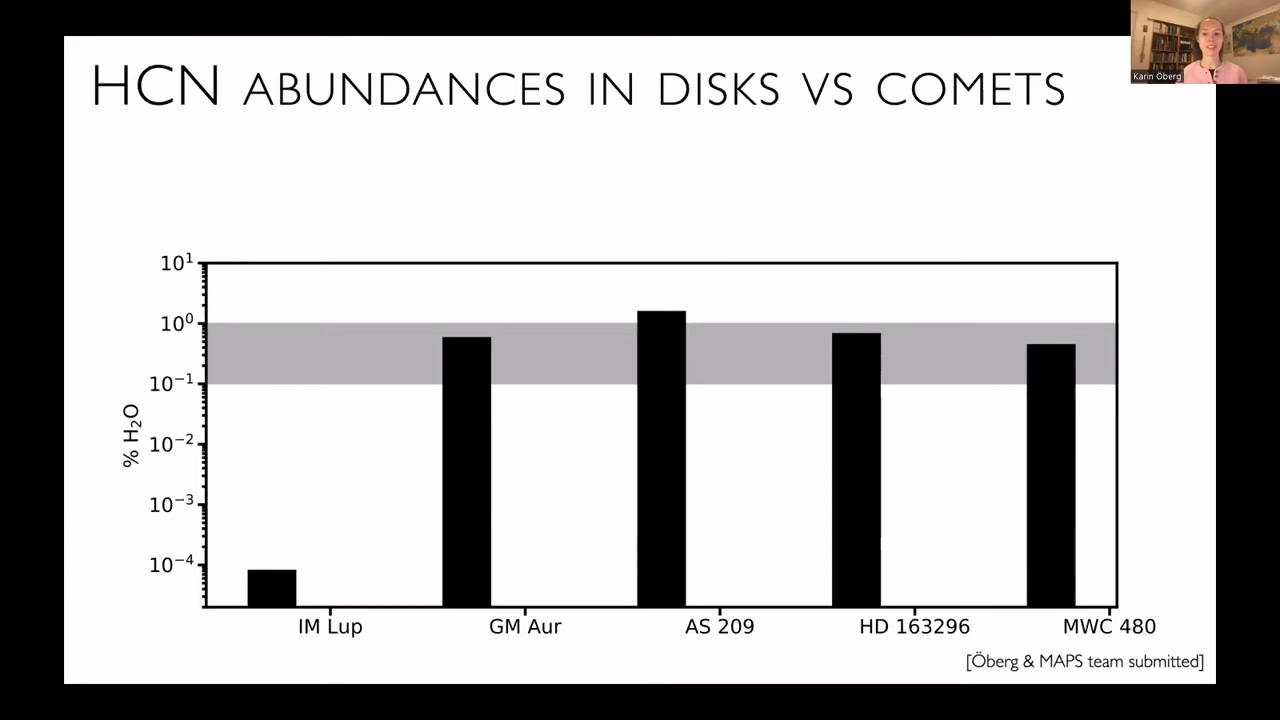 HCN ABUNDANCES IN DISKS VS COMETS
Karin Öberg
10¹
10⁰
10⁻¹
10⁻²
10⁻³
10⁻⁴
% H₂O
IM Lup
GM Aur
AS 209
HD 163296
MWC 480
[Öberg & MAPS team submitted]